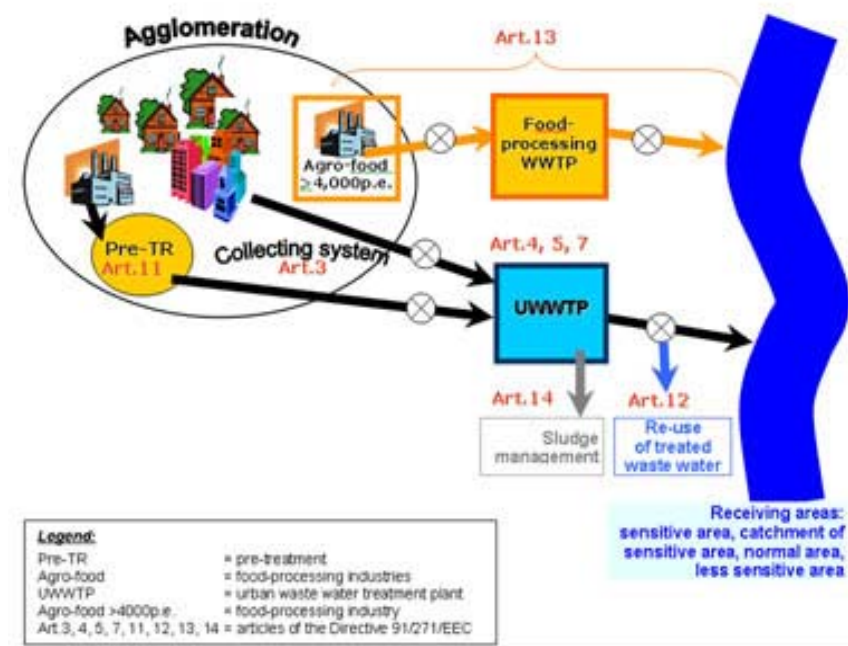 Agglomeration
Art.13
Agro-food
>4,000p.e.
Food-
processing
WWTP
Pre-TR
Art.11
Collecting system
Art.3
Art.4, 5, 7
UWWTP
Art.14
Art.12
Sludge
management
Re-use
of treated
waste water
Receiving areas:
sensitive area, catchment of
sensitive area, normal area,
less sensitive area
Legend:
Pre-TR = pre-treatment
Agro-food = food-processing industries
UWWTP = urban waste water treatment plant
Agro-food >4000p.e. = food-processing industry
Art.3, 4, 5, 7, 11, 12, 13, 14 = articles of the Directive 91/271/EEC